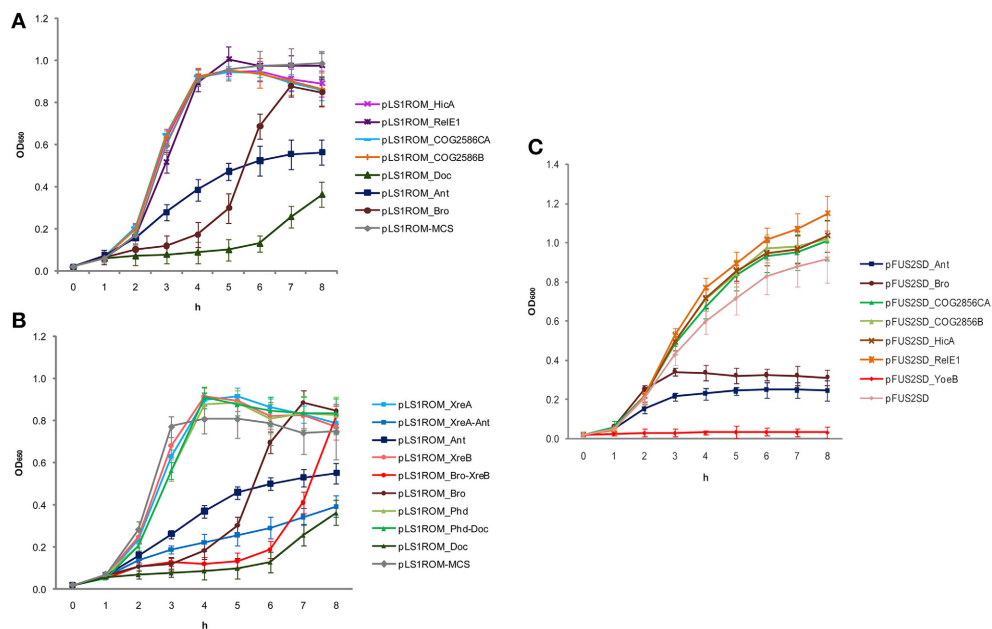 A
1.2
1.0
0.8
0.6
0.4
0.2
0.0
OD650
0 1 2 3 4 5 6 7 8
h
pLS1ROM_HicA
pLS1ROM_RelE1
pLS1ROM_COG2586CA
pLS1ROM_COG2586B
pLS1ROM_Doc
pLS1ROM_Ant
pLS1ROM_Bro
pLS1ROM-MCS
B
1.2
1.0
0.8
0.6
0.4
0.2
0.0
OD650
0 1 2 3 4 5 6 7 8
h
pLS1ROM_XreA
pLS1ROM_XreA-Ant
pLS1ROM_Ant
pLS1ROM_XreB
pLS1ROM_Bro-XreB
pLS1ROM_Bro
pLS1ROM_Phd
pLS1ROM_Phd-Doc
pLS1ROM_Doc
pLS1ROM-MCS
C
1.4
1.2
1.0
0.8
0.6
0.4
0.2
0.0
OD600
0 1 2 3 4 5 6 7 8
h
pFUS2SD_Ant
pFUS2SD_Bro
pFUS2SD_COG2856CA
pFUS2SD_COG2856B
pFUS2SD_HicA
pFUS2SD_RelE1
pFUS2SD_YoeB
pFUS2SD